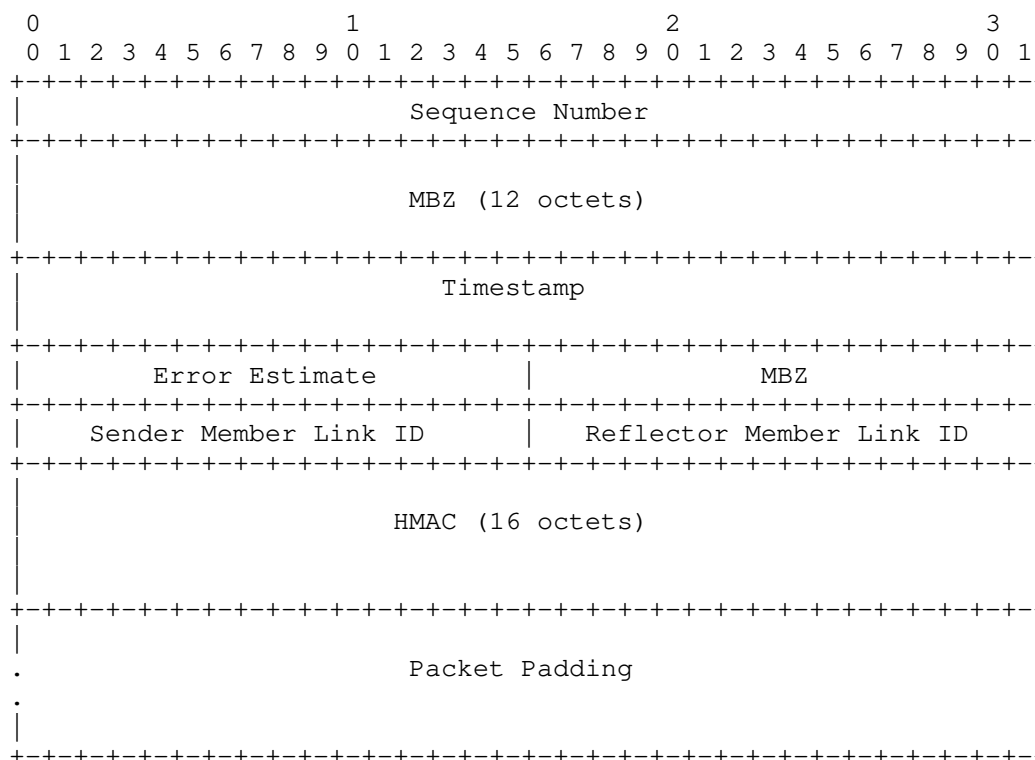 0                   1                   2                   3
 0 1 2 3 4 5 6 7 8 9 0 1 2 3 4 5 6 7 8 9 0 1 2 3 4 5 6 7 8 9 0 1
+-+-+-+-+-+-+-+-+-+-+-+-+-+-+-+-+-+-+-+-+-+-+-+-+-+-+-+-+-+-+-+-
|                        Sequence Number
+-+-+-+-+-+-+-+-+-+-+-+-+-+-+-+-+-+-+-+-+-+-+-+-+-+-+-+-+-+-+-+-
|
|                        MBZ (12 octets)
|
+-+-+-+-+-+-+-+-+-+-+-+-+-+-+-+-+-+-+-+-+-+-+-+-+-+-+-+-+-+-+-+-
|                          Timestamp
|
+-+-+-+-+-+-+-+-+-+-+-+-+-+-+-+-+-+-+-+-+-+-+-+-+-+-+-+-+-+-+-+-
|        Error Estimate         |              MBZ
+-+-+-+-+-+-+-+-+-+-+-+-+-+-+-+-+-+-+-+-+-+-+-+-+-+-+-+-+-+-+-+-
|    Sender Member Link ID      |   Reflector Member Link ID
+-+-+-+-+-+-+-+-+-+-+-+-+-+-+-+-+-+-+-+-+-+-+-+-+-+-+-+-+-+-+-+-
|
|                       HMAC (16 octets)
|
|
+-+-+-+-+-+-+-+-+-+-+-+-+-+-+-+-+-+-+-+-+-+-+-+-+-+-+-+-+-+-+-+-
|
.                        Packet Padding
.
|
+-+-+-+-+-+-+-+-+-+-+-+-+-+-+-+-+-+-+-+-+-+-+-+-+-+-+-+-+-+-+-+-